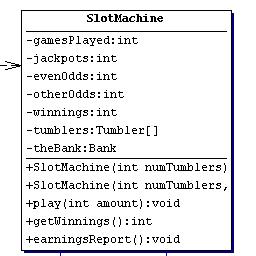 SlotMachine
-gamesPlayed:int
-jackpots:int
-evenOdds:int
-otherOdds:int
-winnings:int
-tumblers:Tumbler[]
-theBank:Bank
+SlotMachine(int numTumblers)
+SlotMachine(int numTumblers,
+play(int amount):void
+getWinnings():int
+earningsReport():void